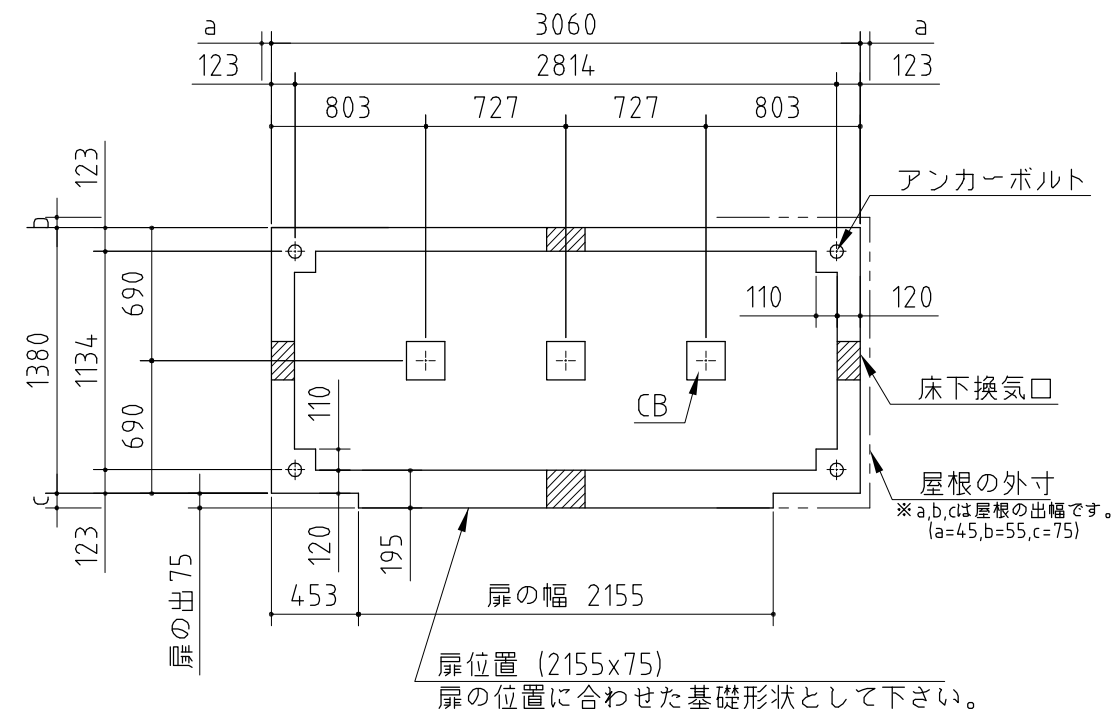 a
3060
a
123
2814
123
803
727
727
803
123
アンカーボルト
b
690
110
120
1380
1134
床下換気口
CB
110
690
屋根の外寸
c
※a,b,cは屋根の出幅です。
(a=45,b=55,c=75)
123
120
195
扉の出 75
453
扉の幅 2155
扉位置 (2155x75)
扉の位置に合わせた基礎形状として下さい。